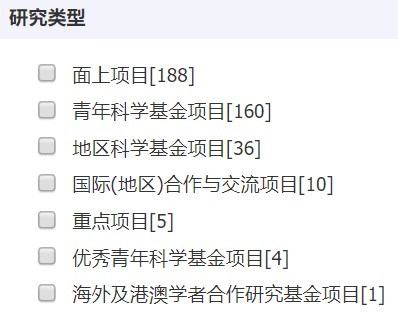 研究类型
面上项目[188]
青年科学基金项目[160]
地区科学基金项目[36]
国际(地区)合作与交流项目[10]
重点项目[5]
优秀青年科学基金项目[4]
海外及港澳学者合作研究基金项目[1]